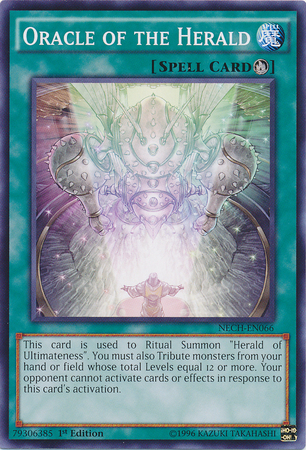 ORACLE OF THE HERALD
[SPELL CARD]
NECH-EN066
This card is used to Ritual Summon "Herald
of Ultimateness". You must also Tribute monsters from your
hand or field whose total Levels equal 12 or more. Your
opponent cannot activate cards or effects in response to
this card's activation.
79306385 1st Edition ©1996 KAZUKI TAKAHASHI